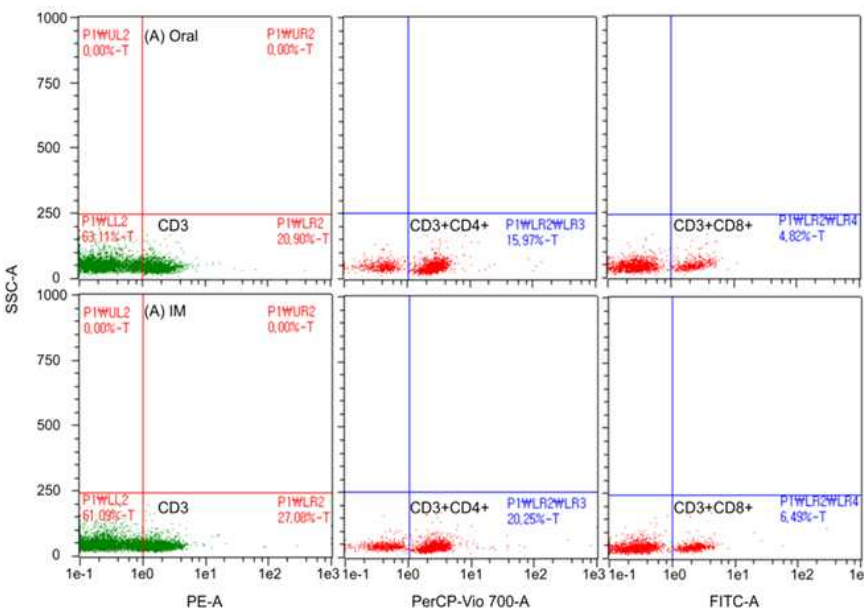 1000
750
500
250
0
P1₩UL2
0,00%-T
(A) Oral
P1₩UR2
0,00%-T
P1₩LL2
63,11%-T
CD3
P1₩LR2
20,90%-T
CD3+CD4+
P1₩LR2₩LR3
15,97%-T
CD3+CD8+
P1₩LR2₩LR4
4,82%-T
SSC-A
1000
750
500
250
0
P1₩UL2
0,00%-T
(A) IM
P1₩UR2
0,00%-T
P1₩LL2
61,09%-T
CD3
P1₩LR2
27,08%-T
CD3+CD4+
P1₩LR2₩LR3
20,25%-T
CD3+CD8+
P1₩LR2₩LR4
6,49%-T
1e-1 1e0 1e1 1e2 1e3
1e0 1e1 1e2 1e3
1e-1 1e0 1e1 1e2 1e
PE-A
PerCP-Vio 700-A
FITC-A